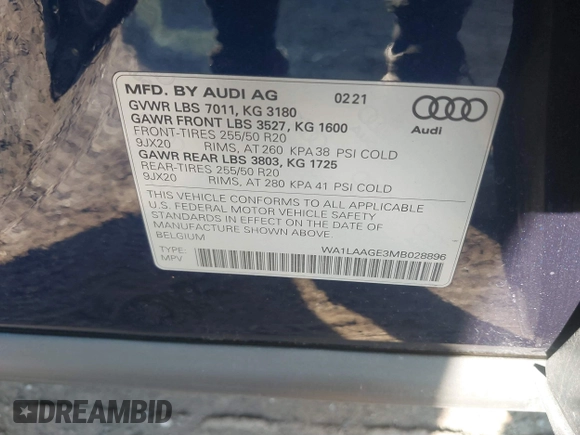 MFD. BY AUDI AG 02 21
GVWR LBS 7011, KG 3180
GAWR FRONT LBS 3527, KG 1600
FRONT-TIRES 255/50 R20
9JX20 RIMS, AT 260 KPA 38 PSI COLD
GAWR REAR LBS 3803, KG 1725
REAR-TIRES 255/50 R20
9JX20 RIMS, AT 280 KPA 41 PSI COLD
Audi
THIS VEHICLE CONFORMS TO ALL APPLICABLE
U.S. FEDERAL MOTOR VEHICLE SAFETY
STANDARDS IN EFFECT ON THE DATE OF
MANUFACTURE SHOWN ABOVE.
BELGIUM
TYPE:
MPV
WA1LAAGE3MB028896
DREAMBID